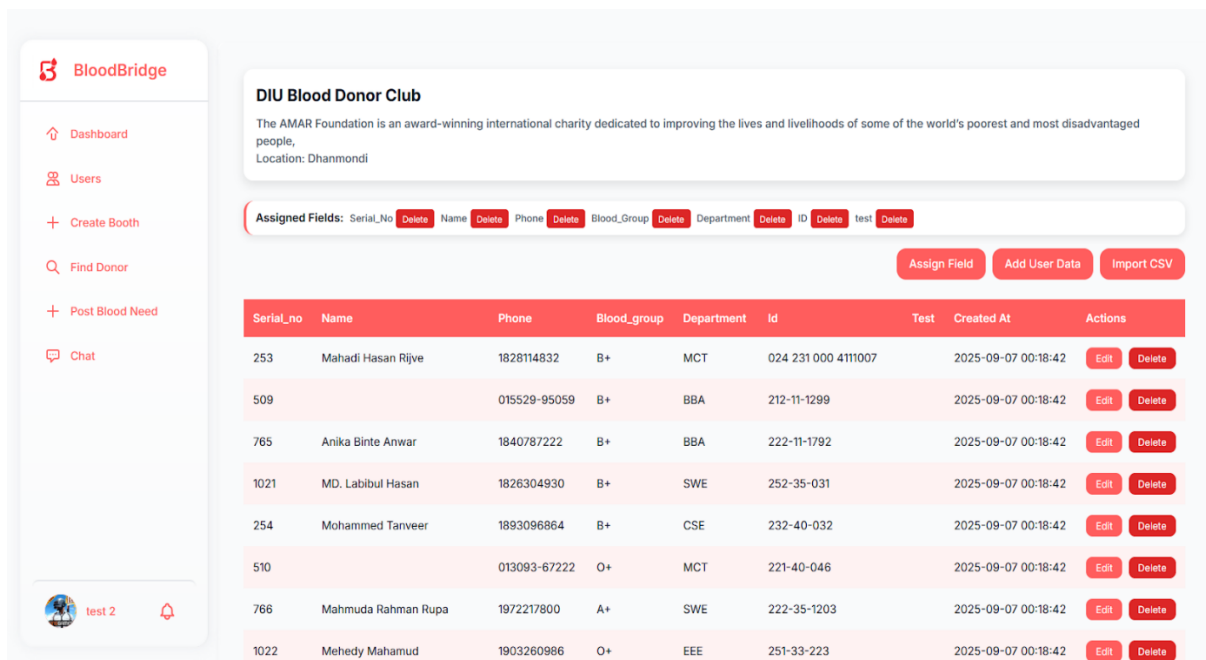 BloodBridge
Dashboard
Users
Create Booth
Find Donor
Post Blood Need
Chat
test 2
DIU Blood Donor Club
The AMAR Foundation is an award-winning international charity dedicated to improving the lives and livelihoods of some of the world's poorest and most disadvantaged
people,
Location: Dhanmondi
Assigned Fields: Serial_No Delete Name Delete Phone Delete Blood_Group Delete Department Delete ID Delete test Delete
Assign Field Add User Data Import CSV
Serial_no Name Phone Blood_group Department Id Test Created At Actions
253 Mahadi Hasan Rijve 1828114832 B+ MCT 024 231 000 4111007 2025-09-07 00:18:42 Edit Delete
509 015529-95059 B+ BBA 212-11-1299 2025-09-07 00:18:42 Edit Delete
765 Anika Binte Anwar 1840787222 B+ BBA 222-11-1792 2025-09-07 00:18:42 Edit Delete
1021 MD. Labibul Hasan 1826304930 B+ SWE 252-35-031 2025-09-07 00:18:42 Edit Delete
254 Mohammed Tanveer 1893096864 B+ CSE 232-40-032 2025-09-07 00:18:42 Edit Delete
510 013093-67222 O+ MCT 221-40-046 2025-09-07 00:18:42 Edit Delete
766 Mahmuda Rahman Rupa 1972217800 A+ SWE 222-35-1203 2025-09-07 00:18:42 Edit Delete
1022 Mehedy Mahamud 1903260986 O+ EEE 251-33-223 2025-09-07 00:18:42 Edit Delete